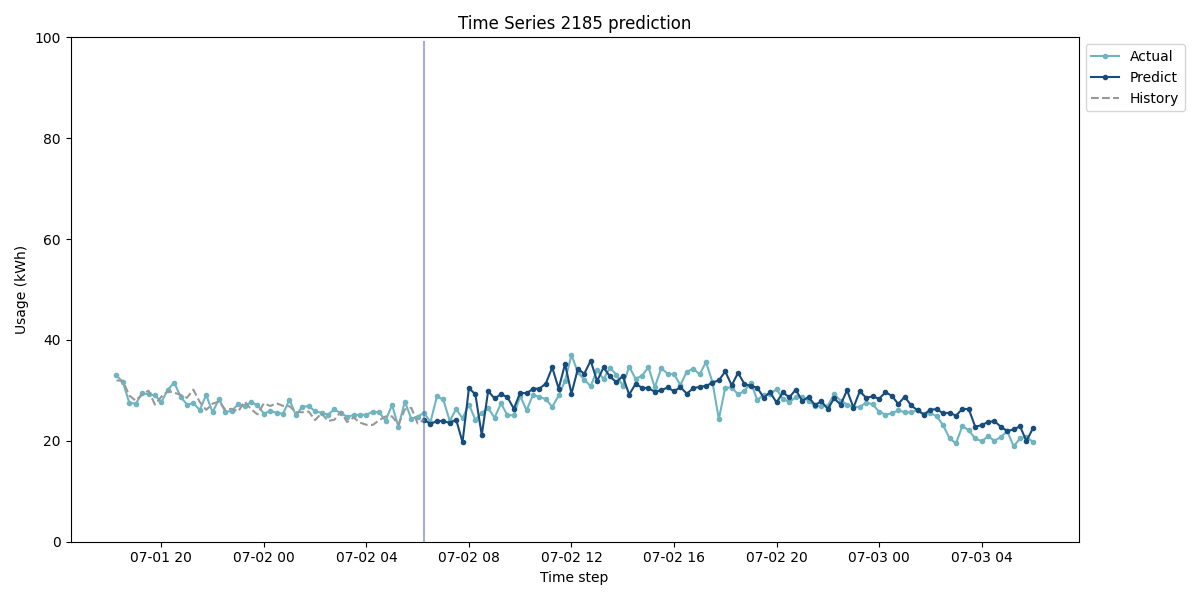 Time Series 2185 prediction
Usage (kWh)
100
80
60
40
20
0
07-01 20
07-02 00
07-02 04
07-02 08
07-02 12
07-02 16
07-02 20
07-03 00
07-03 04
Time step
Actual
Predict
History